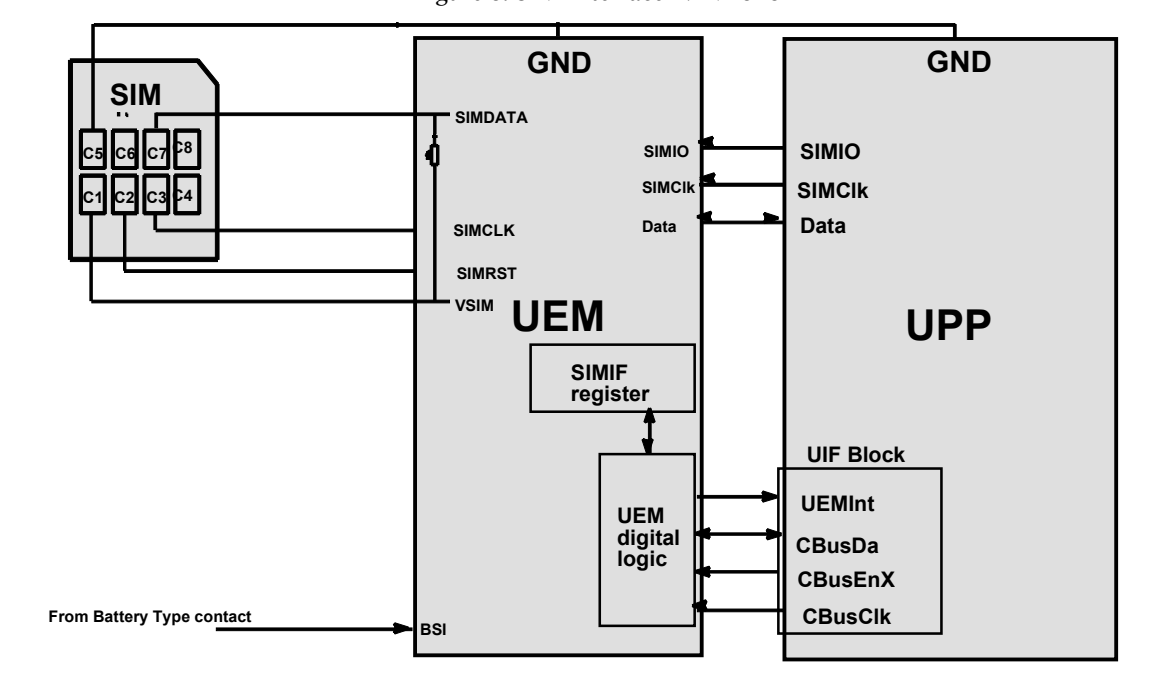 GND
GND
SIM
SIMDATA
C5 C6 C7 C8
C1 C2 C3 C4
SIMIO
SIMIO
SIMClk
SIMClk
Data
Data
SIMCLK
SIMRST
VSIM
UEM
UPP
SIMIF
register
UIF Block
UEM
digital
logic
UEMInt
CBusDa
CBusEnX
CBusClk
From Battery Type contact
BSI